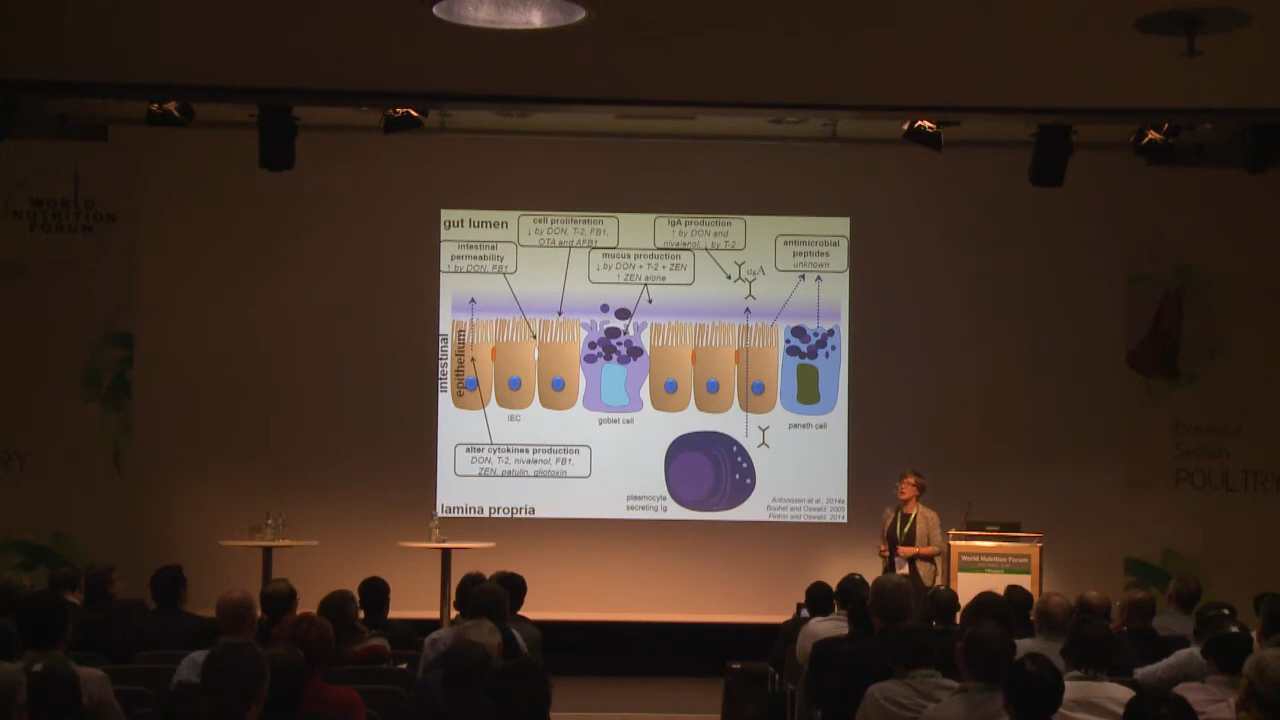 WORLD
NUTRITION
FORUM
gut lumen
cell proliferation
↓ by DON, T-2, FB1,
OTA and AFB1
IgA production
↑ by DON and
nivalenol, ↓ by T-2
intestinal
permeability
↑ by DON, FB1
mucus production
↓ by DON + T-2 + ZEN
↑ ZEN alone
antimicrobial
peptides
unknown
sIgA
intestinal
epithelium
IEC
goblet cell
paneth cell
alter cytokines production
DON, T-2, nivalenol, FB1,
ZEN, patulin, gliotoxin
plasmocyte
secreting Ig
lamina propria
Antonissen et al., 2014a
Bouhet and Oswald, 2005
Pinton and Oswald, 2014
RY
Breakout
Session
POULTRY
World Nutrition Forum